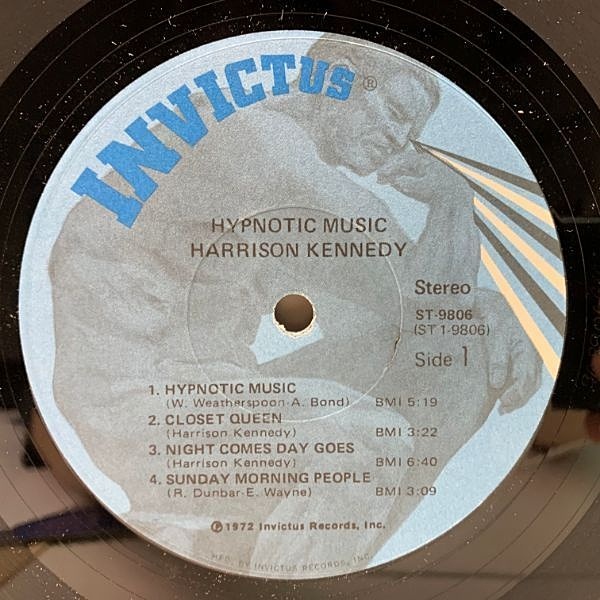 INVICTUS®
HYPNOTIC MUSIC
HARRISON KENNEDY
Stereo
ST-9806
(ST 1-9806)
Side 1
1. HYPNOTIC MUSIC
(W. Weatherspoon-A. Bond) BMI 5:19
2. CLOSET QUEEN
(Harrison Kennedy) BMI 3:22
3. NIGHT COMES DAY GOES
(Harrison Kennedy) BMI 6:40
4. SUNDAY MORNING PEOPLE
(R. Dunbar-E. Wayne) BMI 3:09
℗1972 Invictus Records, Inc.
MFG. BY INVICTUS RECORDS, INC.